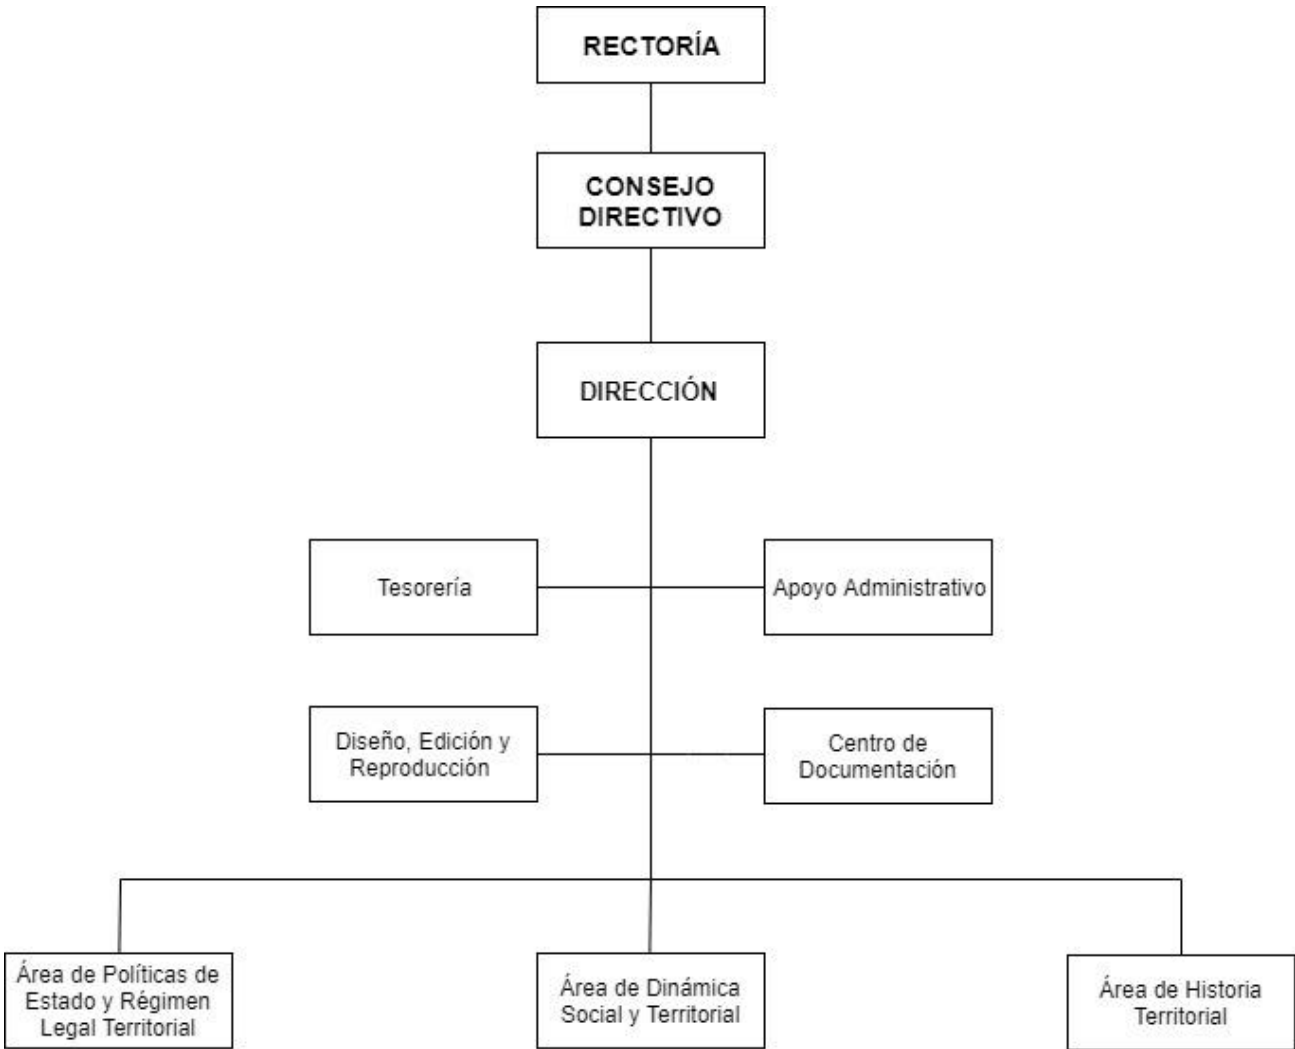 RECTORÍA
CONSEJO
DIRECTIVO
DIRECCIÓN
Tesorería
Apoyo Administrativo
Diseño, Edición y
Reproducción
Centro de
Documentación
Área de Políticas de
Estado y Régimen
Legal Territorial
Área de Dinámica
Social y Territorial
Área de Historia
Territorial